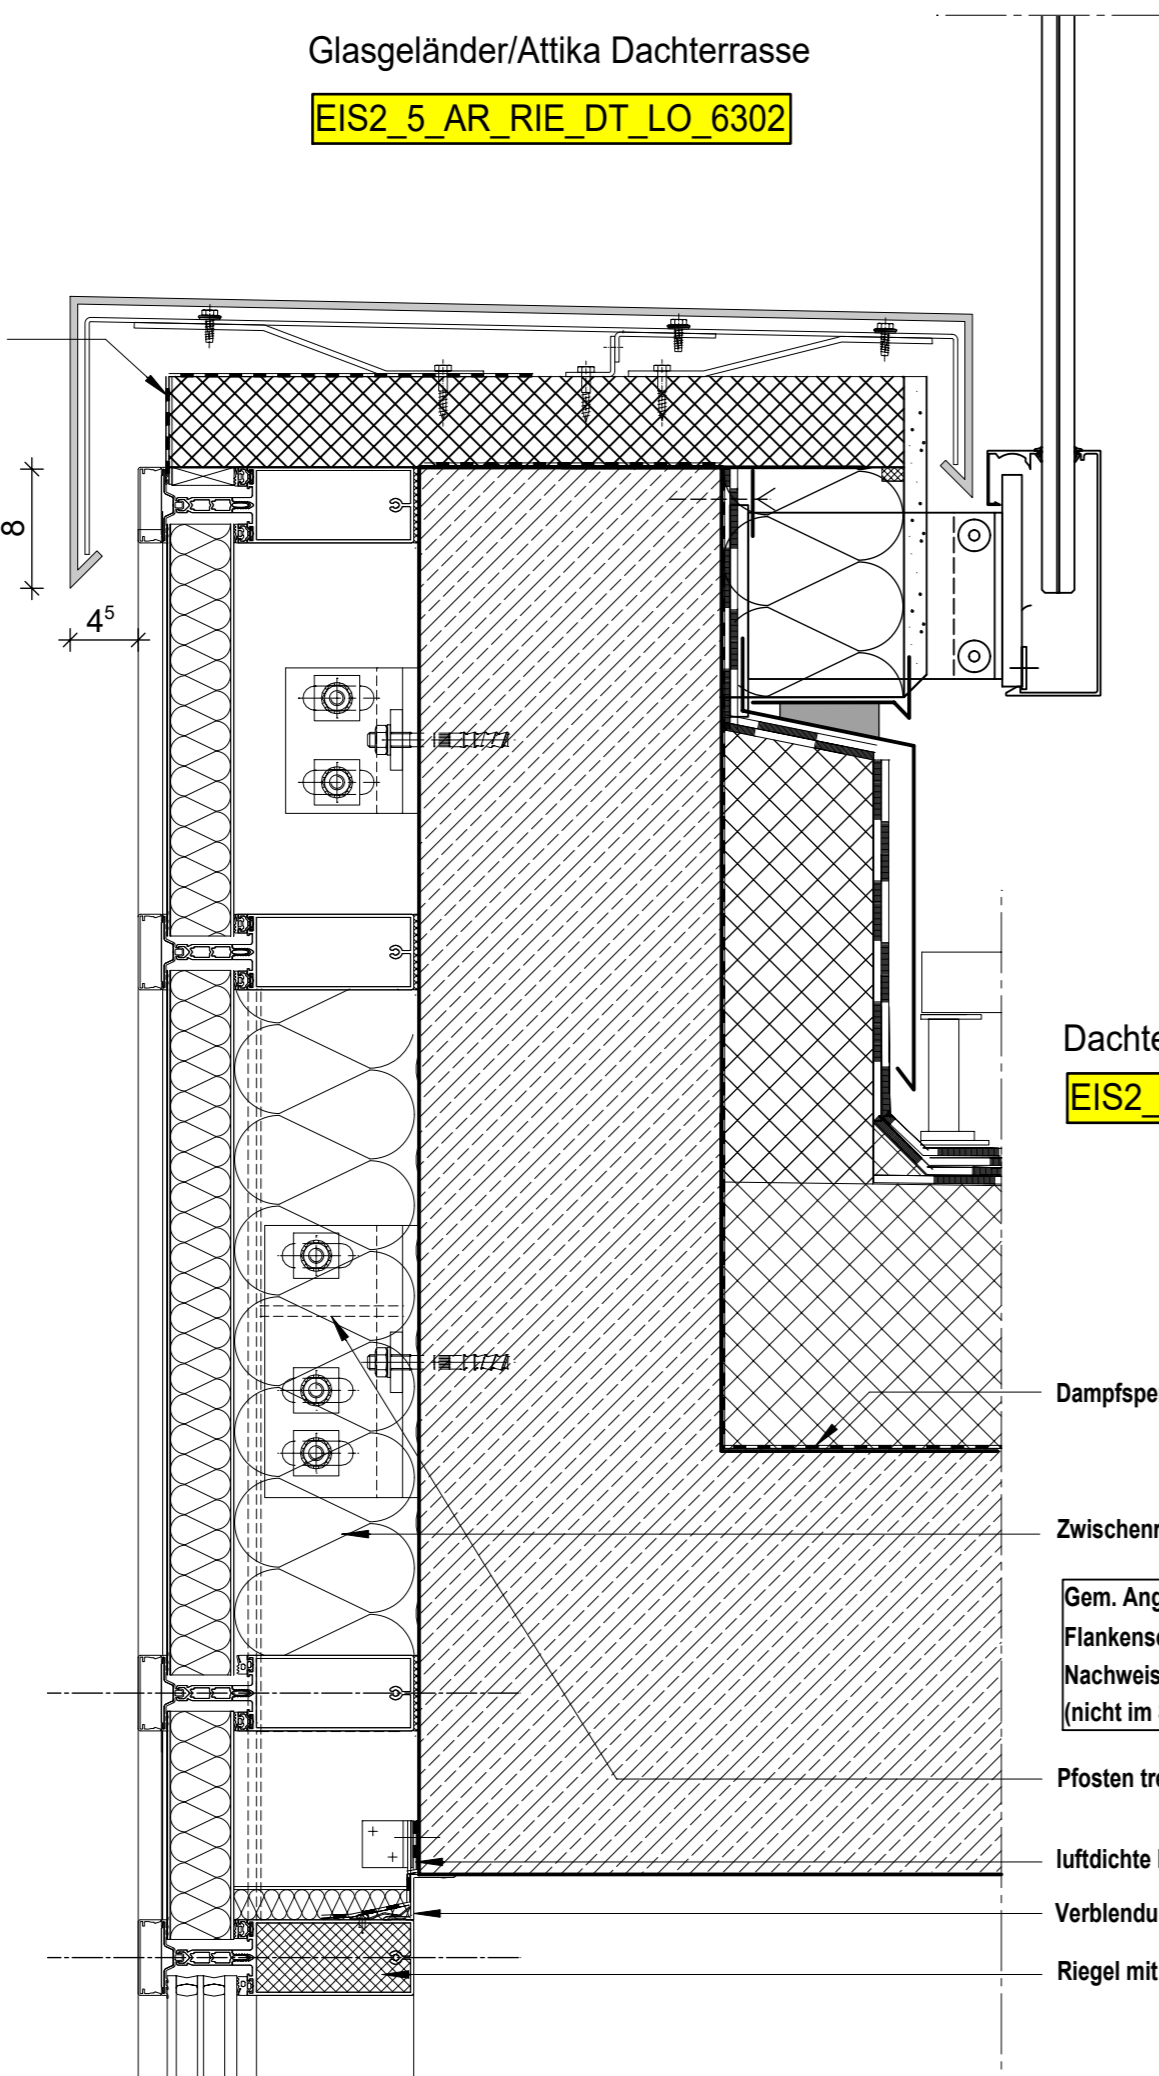 Glasgeländer/Attika Dachterrasse
EIS2_5_AR_RIE_DT_LO_6302
8
4⁵
Dachte
EIS2_
Dampfspe
Zwischenr
Gem. Ang
Flankens
Nachweis
(nicht im
Pfosten tre
luftdichte
Verblendu
Riegel mit